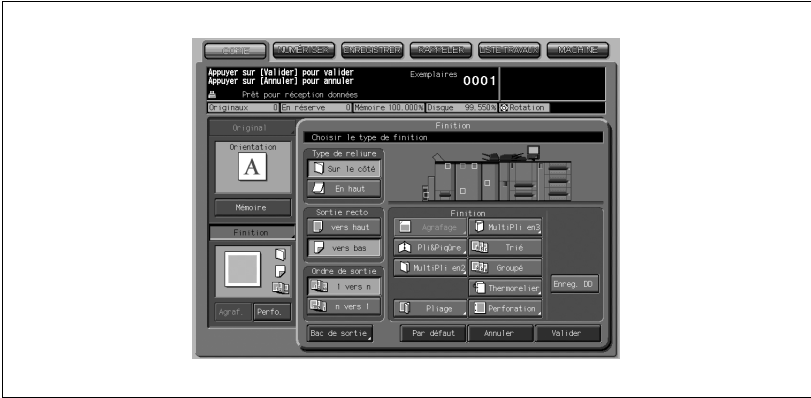 COPIE NUMÉRISER ENREGISTRER RAPPELER LISTE TRAVAUX MACHINE
Appuyer sur [Valider] pour valider
Appuyer sur [Annuler] pour annuler
Exemplaires 0001
Prêt pour réception données
Originaux 0 En réserve 0 Mémoire 100.000% Disque 99.550% Rotation
Original
Orientation
A
Mémoire
Finition
Agraf. Perfo.
Finition
Choisir le type de finition
Type de reliure
Sur le côté
En haut
Sortie recto
vers haut
vers bas
Ordre de sortie
1 vers n
n vers 1
Bac de sortie
Finition
Agrafage MultiPli en3
Pli&Piqûre Trié
MultiPli en2 Groupé
Thermorelier
Pliage Perforation
Enreg. DD
Par défaut Annuler Valider